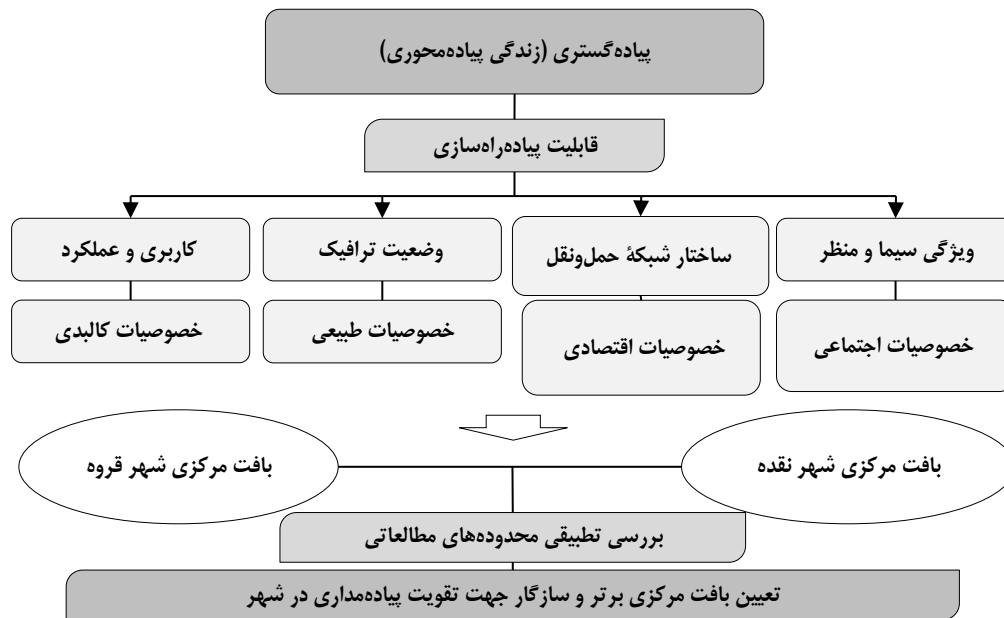 پیاده‌گستری (زندگی پیاده‌محوری)
قابلیت پیاده‌راه‌سازی
ویژگی سیما و منظر
ساختار شبکۀ حمل‌ونقل
وضعیت ترافیک
کاربری و عملکرد
خصوصیات اجتماعی
خصوصیات اقتصادی
خصوصیات طبیعی
خصوصیات کالبدی
بافت مرکزی شهر نقده
بافت مرکزی شهر قروه
بررسی تطبیقی محدوده‌های مطالعاتی
تعیین بافت مرکزی برتر و سازگار جهت تقویت پیاده‌مداری در شهر